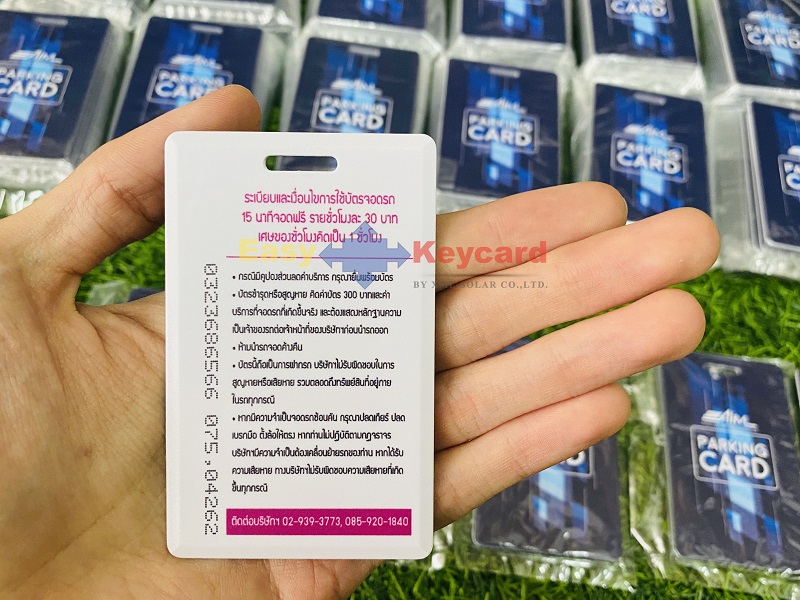 ระเบียบและเงื่อนไขการใช้บัตรจอดรถ
15 นาทีจอดฟรี รายชั่วโมงละ 30 บาท
เศษของชั่วโมงคิดเป็น 1 ชั่วโมง
Easy Keycard
BY XXX SOLAR CO.,LTD.
• กรณีมีคูปองส่วนลดค่าบริการ กรุณายื่นพร้อมบัตร
• บัตรชำรุดหรือสูญหาย คิดค่าบัตร 300 บาทและค่า
บริการที่จอดรถที่เกิดขึ้นจริง และต้องแสดงหลักฐานความ
เป็นเจ้าของรถต่อเจ้าหน้าที่ของบริษัทฯก่อนนำรถออก
• ห้ามนำรถจอดค้างคืน
• บัตรนี้ถือเป็นการฝากรถ บริษัทฯไม่รับผิดชอบในการ
สูญหายหรือเสียหาย รวมตลอดถึงทรัพย์สินที่อยู่ภาย
ในรถทุกกรณี
• หากมีความจำเป็นจอดรถซ้อนคัน กรุณาปลดเกียร์ ปลด
เบรกมือ ตั้งล้อให้ตรง หากท่านไม่ปฏิบัติตามกฎจราจร
บริษัทฯมีความจำเป็นต้องเคลื่อนย้ายรถของท่าน หากได้รับ
ความเสียหาย ทางบริษัทฯไม่รับผิดชอบความเสียหายที่เกิด
ขึ้นทุกกรณี
ติดต่อบริษัทฯ 02-939-3773, 085-920-1840
0323686566 075,04262
AIM
PARKING
CARD
AIM
PARKING
CARD
AIM
PARKING
CARD
AIM
PARKING
CARD
AIM
PARKING
CARD